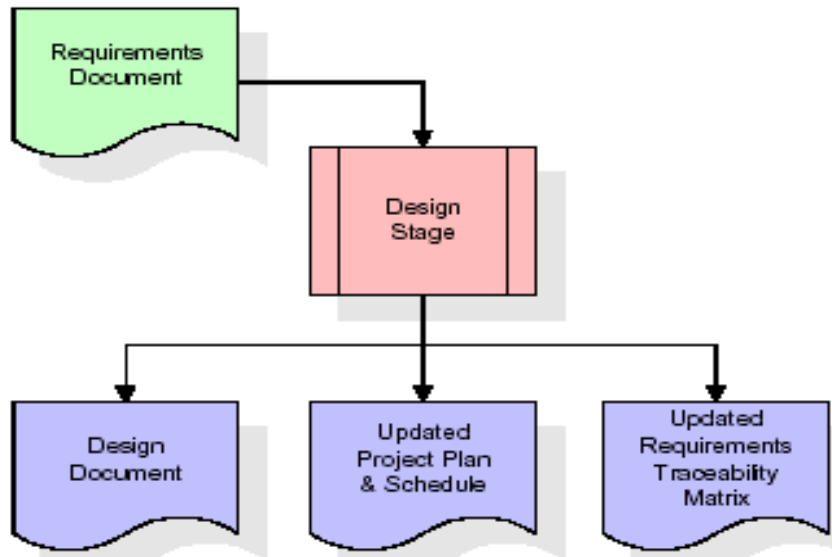 Requirements
Document
Design
Stage
Design
Document
Updated
Project Plan
& Schedule
Updated
Requirements
Traceability
Matrix